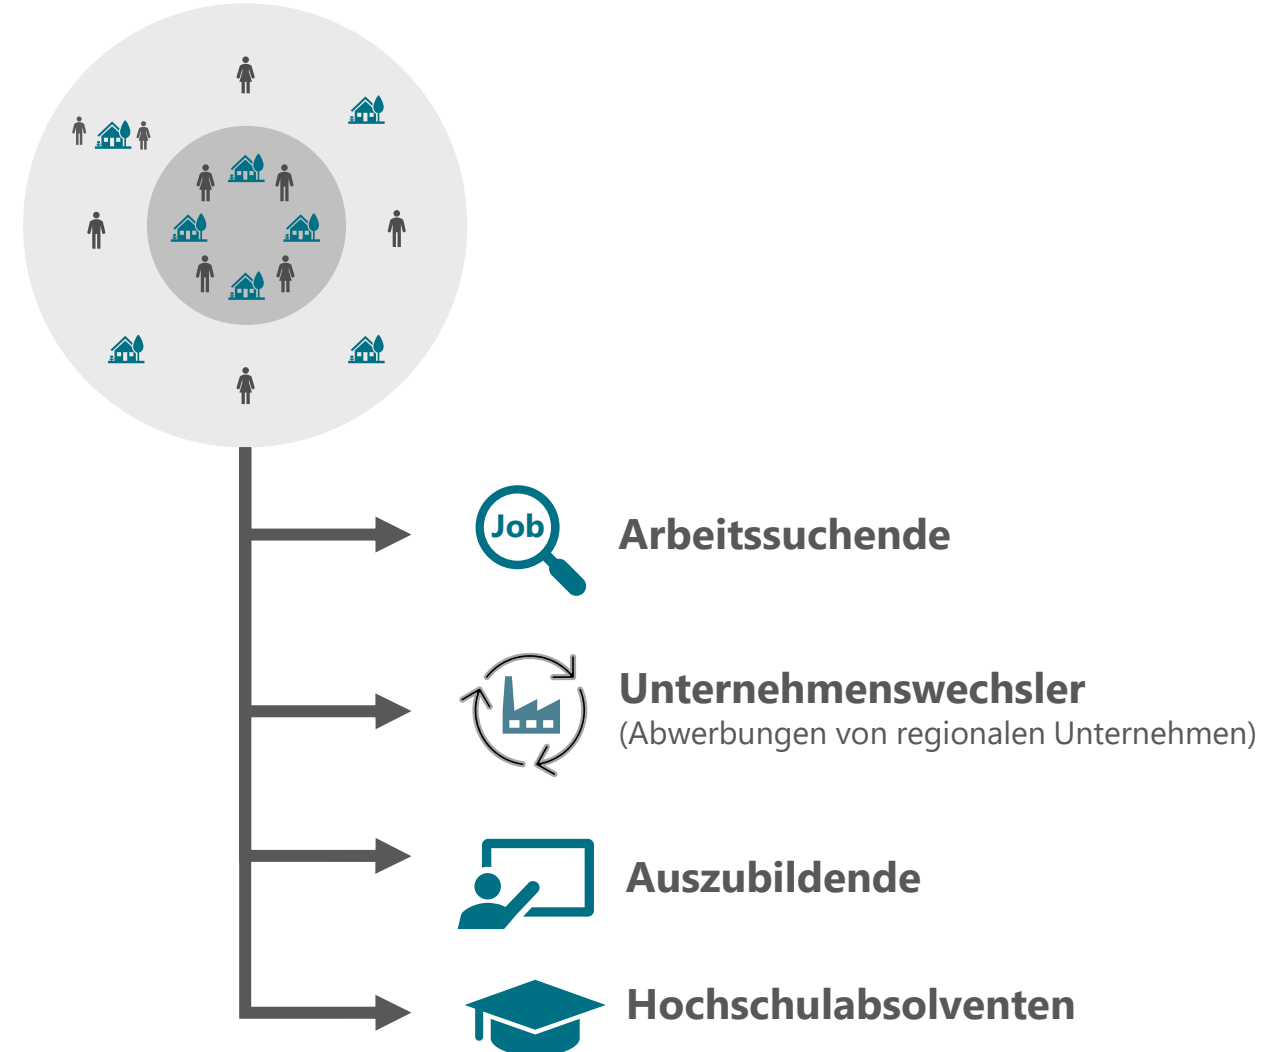 Job
Arbeitssuchende
Unternehmenswechsler
(Abwerbungen von regionalen Unternehmen)
Auszubildende
Hochschulabsolventen